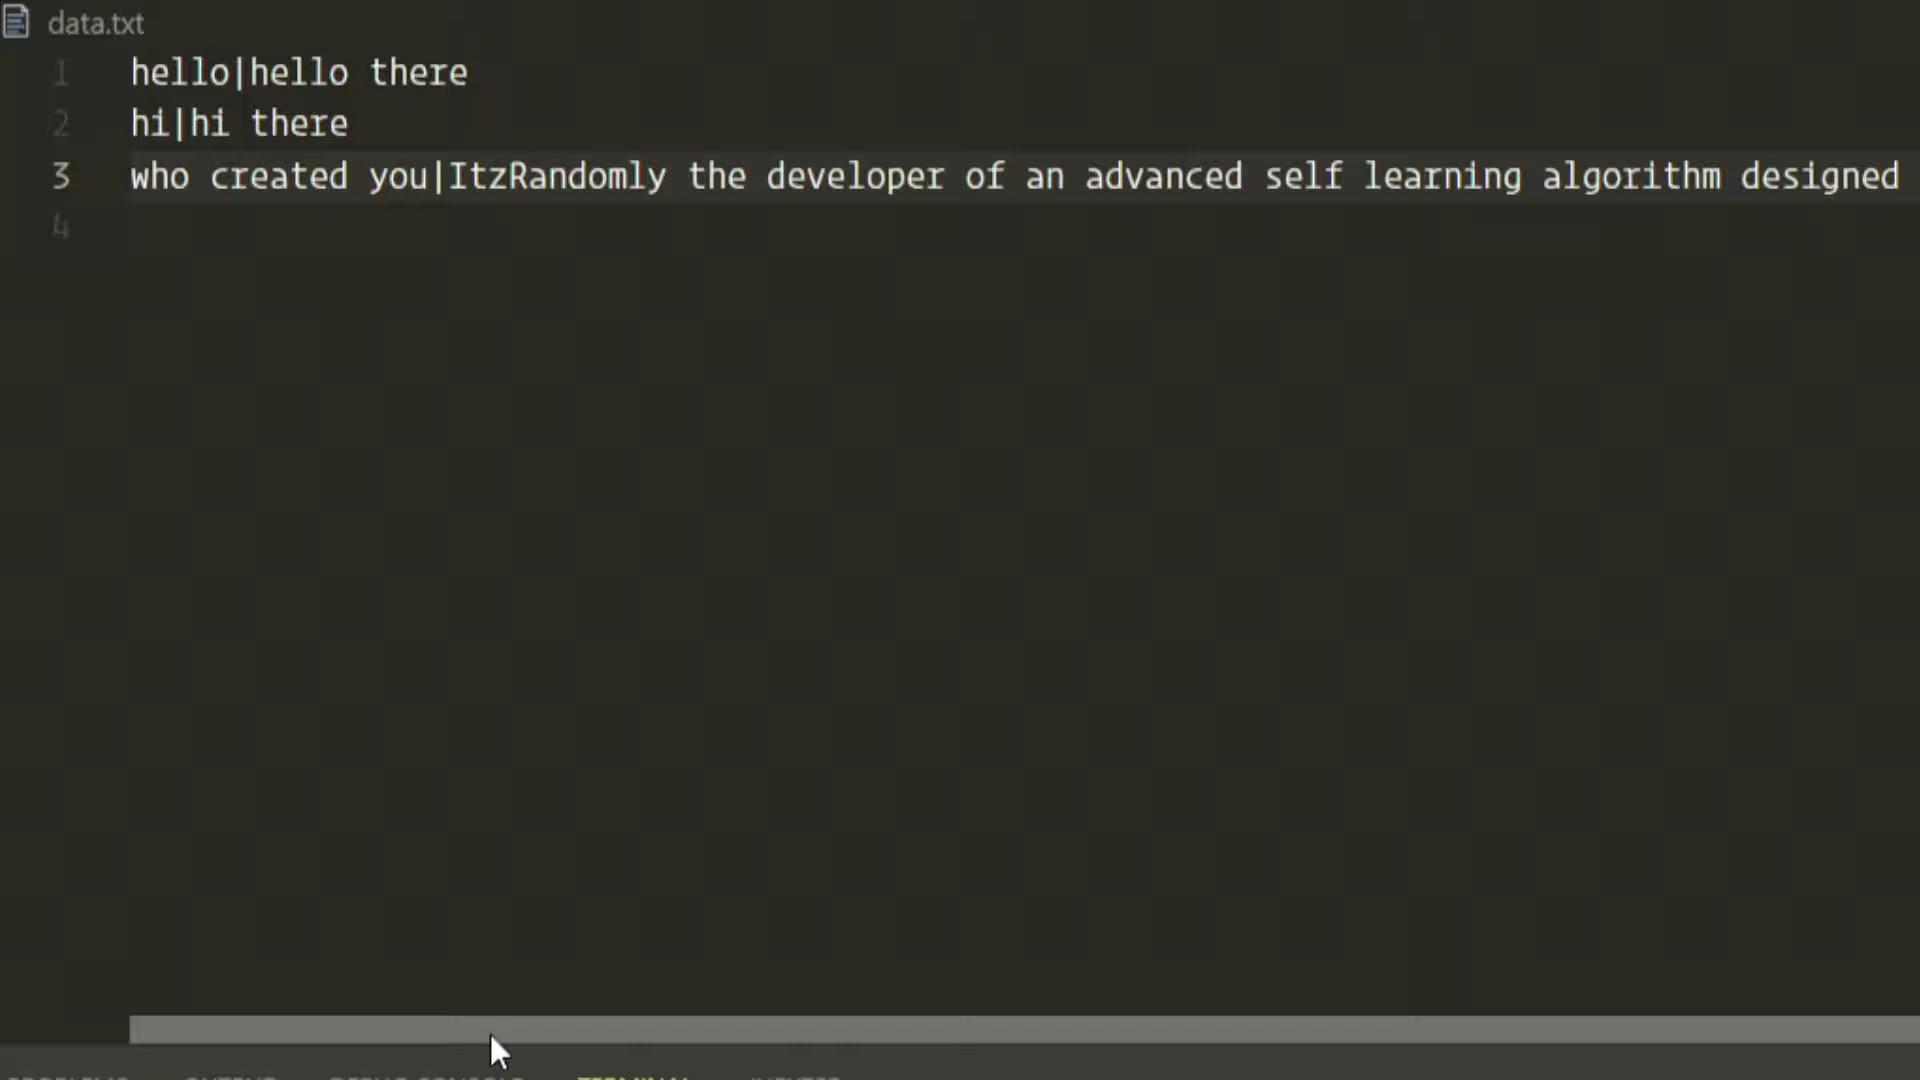 data.txt
1 hello|hello there
2 hi|hi there
3 who created you|ItzRandomly the developer of an advanced self learning algorithm designed
4